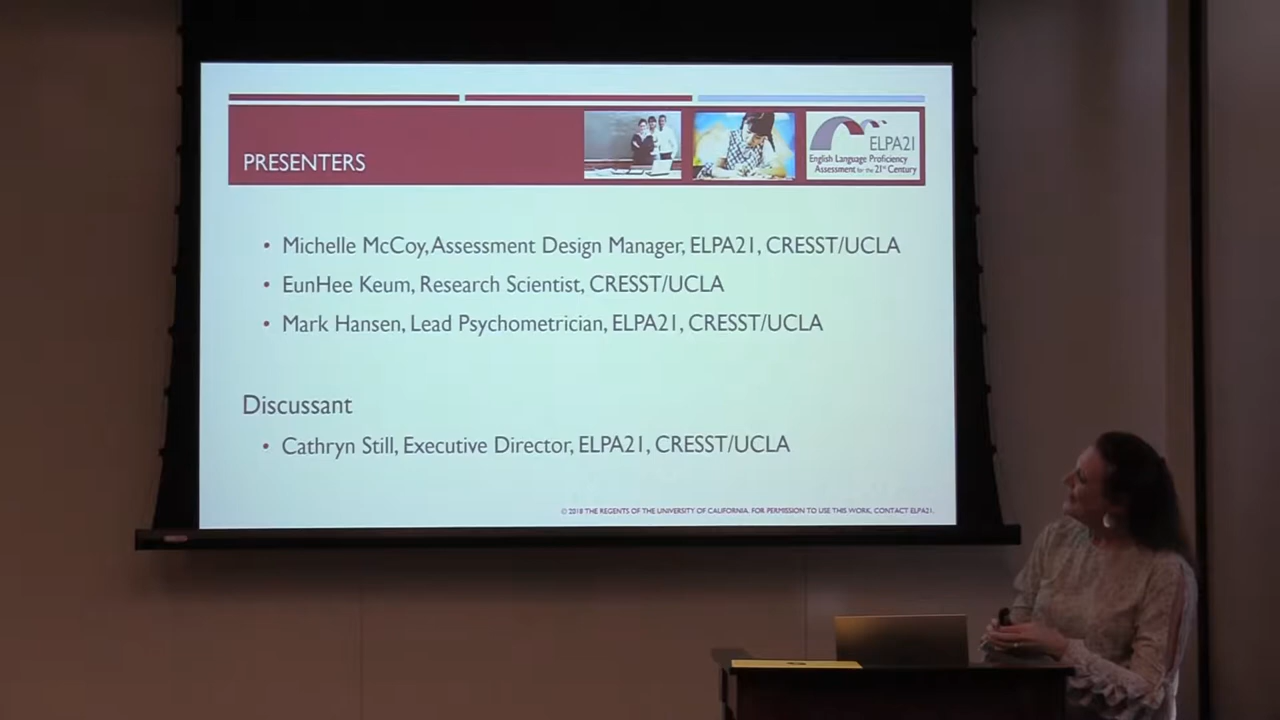 PRESENTERS
ELPA21
English Language Proficiency
Assessment for the 21st Century
• Michelle McCoy, Assessment Design Manager, ELPA21, CRESST/UCLA
• EunHee Keum, Research Scientist, CRESST/UCLA
• Mark Hansen, Lead Psychometrician, ELPA21, CRESST/UCLA
Discussant
• Cathryn Still, Executive Director, ELPA21, CRESST/UCLA
© 2018 THE REGENTS OF THE UNIVERSITY OF CALIFORNIA. FOR PERMISSION TO USE THIS WORK, CONTACT ELPA21.